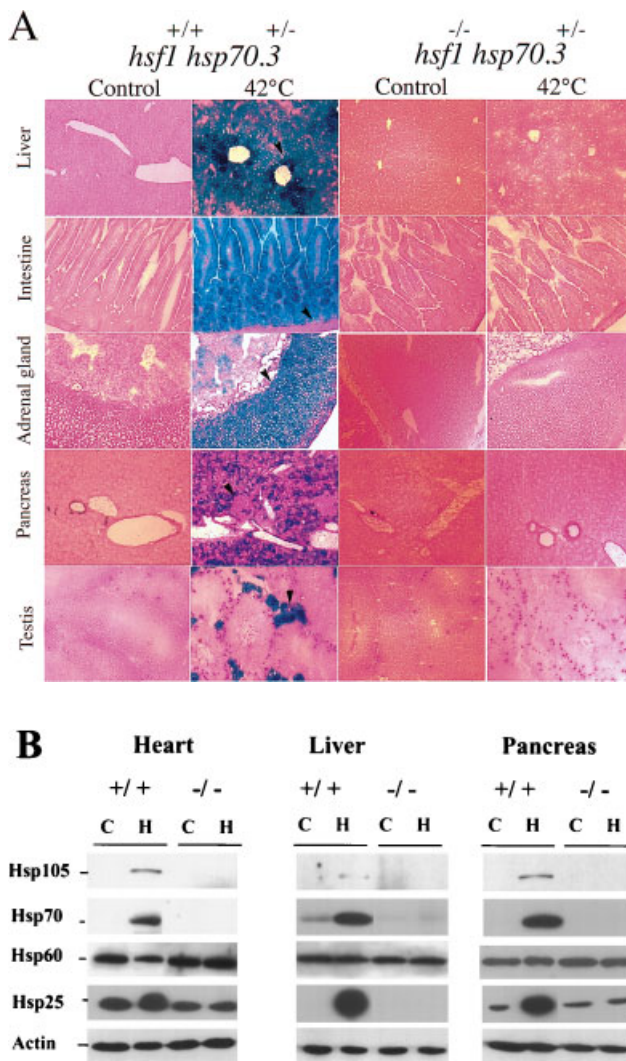 A
+/+ +/- -/- +/-
hsf1 hsp70.3 hsf1 hsp70.3
Control 42°C Control 42°C
Liver
Intestine
Adrenal gland
Pancreas
Testis
B
Heart Liver Pancreas
+/+ -/- +/+ -/- +/+ -/-
C H C H C H C H C H C H
Hsp105
Hsp70
Hsp60
Hsp25
Actin